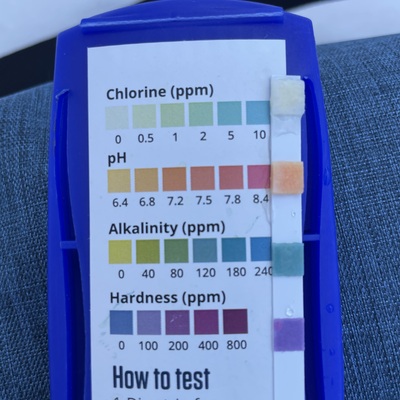 Chlorine (ppm)
0 0.5 1 2 5 10
pH
6.4 6.8 7.2 7.5 7.8 8.4
Alkalinity (ppm)
0 40 80 120 180 240
Hardness (ppm)
0 100 200 400 800
How to test